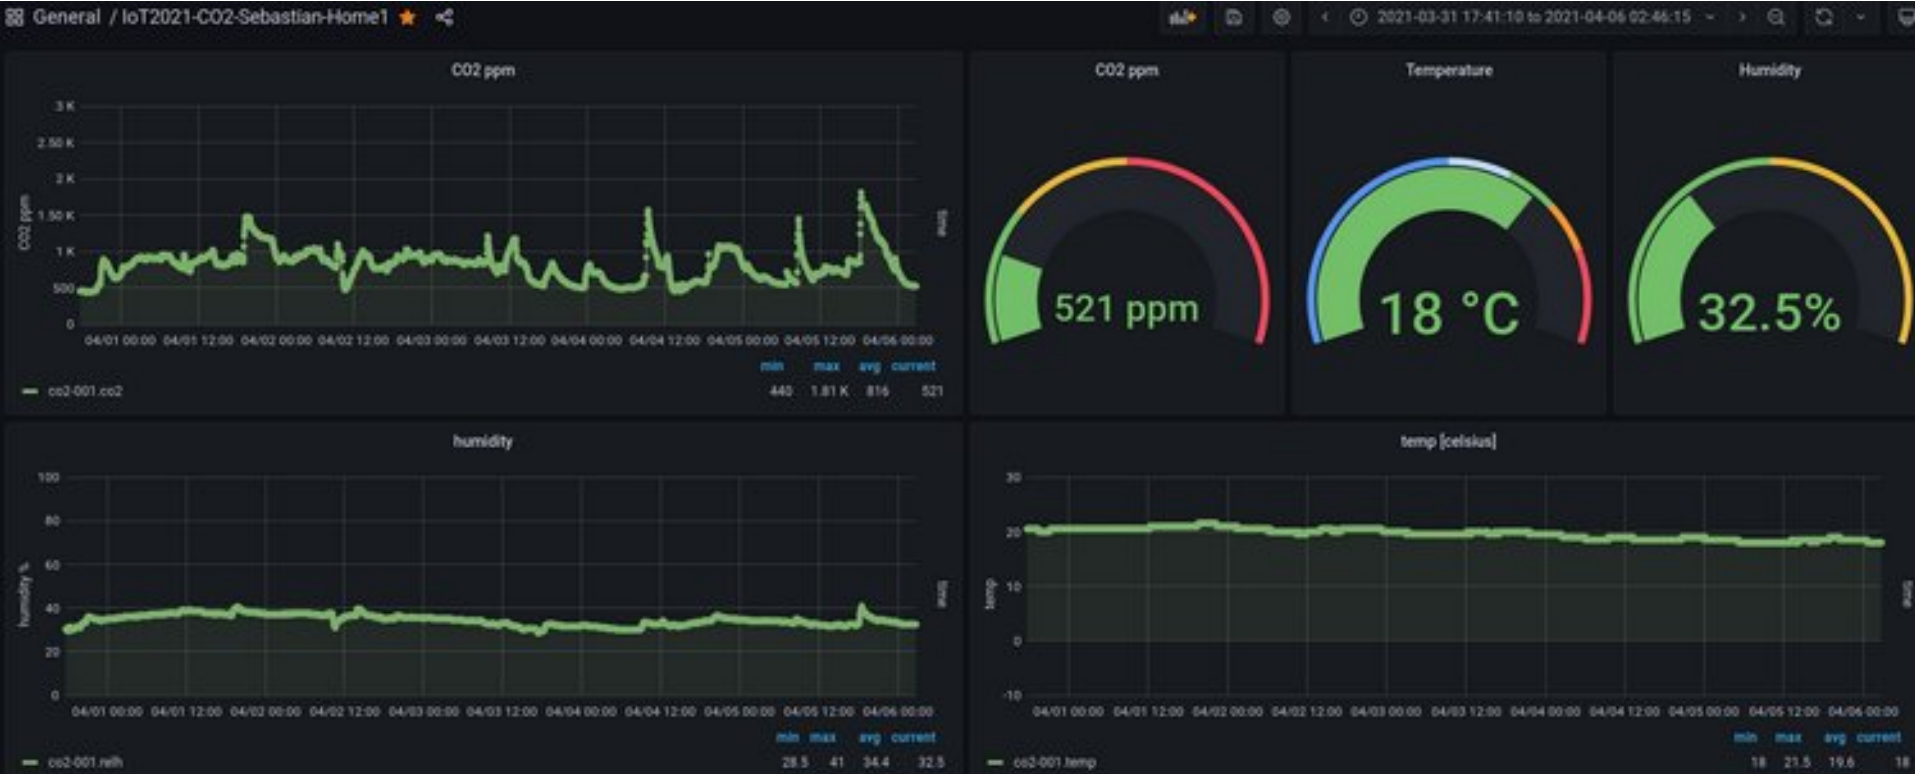 General / IoT2021-CO2-Sebastian-Home1
2021-03-31 17:41:10 to 2021-04-06 02:46:15
CO2 ppm
3 K
2.50 K
2 K
1.50 K
1 K
500
0
CO2 ppm
time
04/01 00:00 04/01 12:00 04/02 00:00 04/02 12:00 04/03 00:00 04/03 12:00 04/04 00:00 04/04 12:00 04/05 00:00 04/05 12:00 04/06 00:00
min max avg current
co2-001.co2 440 1.81 K 816 521
CO2 ppm
521 ppm
Temperature
18 °C
Humidity
32.5%
humidity
100
80
60
40
20
0
humidity %
time
04/01 00:00 04/01 12:00 04/02 00:00 04/02 12:00 04/03 00:00 04/03 12:00 04/04 00:00 04/04 12:00 04/05 00:00 04/05 12:00 04/06 00:00
min max avg current
co2-001.relh 28.5 41 34.4 32.5
temp [celsius]
30
20
10
0
-10
temp
time
04/01 00:00 04/01 12:00 04/02 00:00 04/02 12:00 04/03 00:00 04/03 12:00 04/04 00:00 04/04 12:00 04/05 00:00 04/05 12:00 04/06 00:00
min max avg current
co2-001.temp 18 21.5 19.6 18